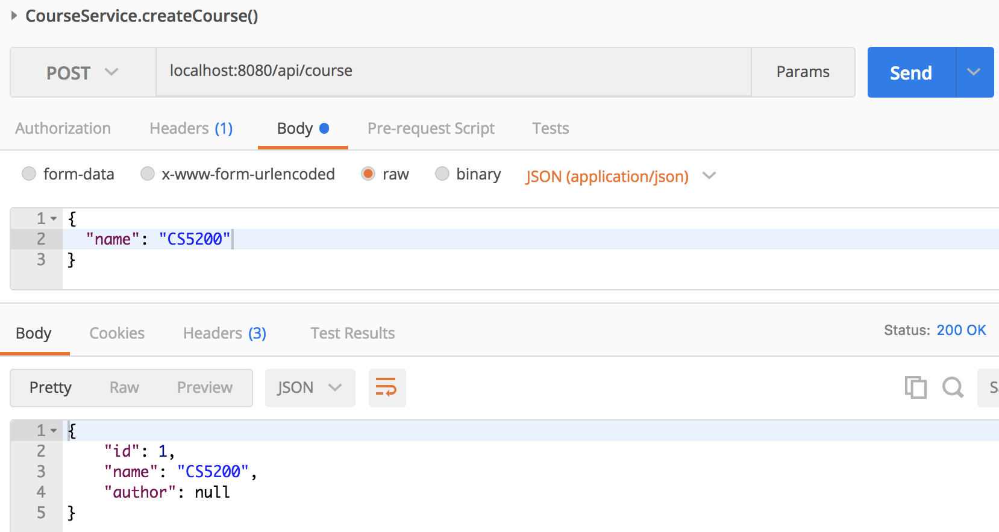 CourseService.createCourse()
POST localhost:8080/api/course Params Send
Authorization Headers (1) Body Pre-request Script Tests
form-data x-www-form-urlencoded raw binary JSON (application/json)
1 {
2 "name": "CS5200"
3 }
Body Cookies Headers (3) Test Results Status: 200 OK
Pretty Raw Preview JSON
1 {
2 "id": 1,
3 "name": "CS5200",
4 "author": null
5 }